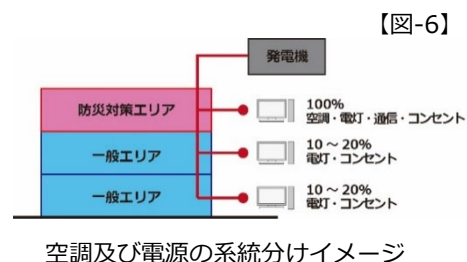 【図-6】
発電機
防災対策エリア
100%
空調・電灯・通信・コンセント
一般エリア
10～20%
電灯・コンセント
一般エリア
10～20%
電灯・コンセント
空調及び電源の系統分けイメージ